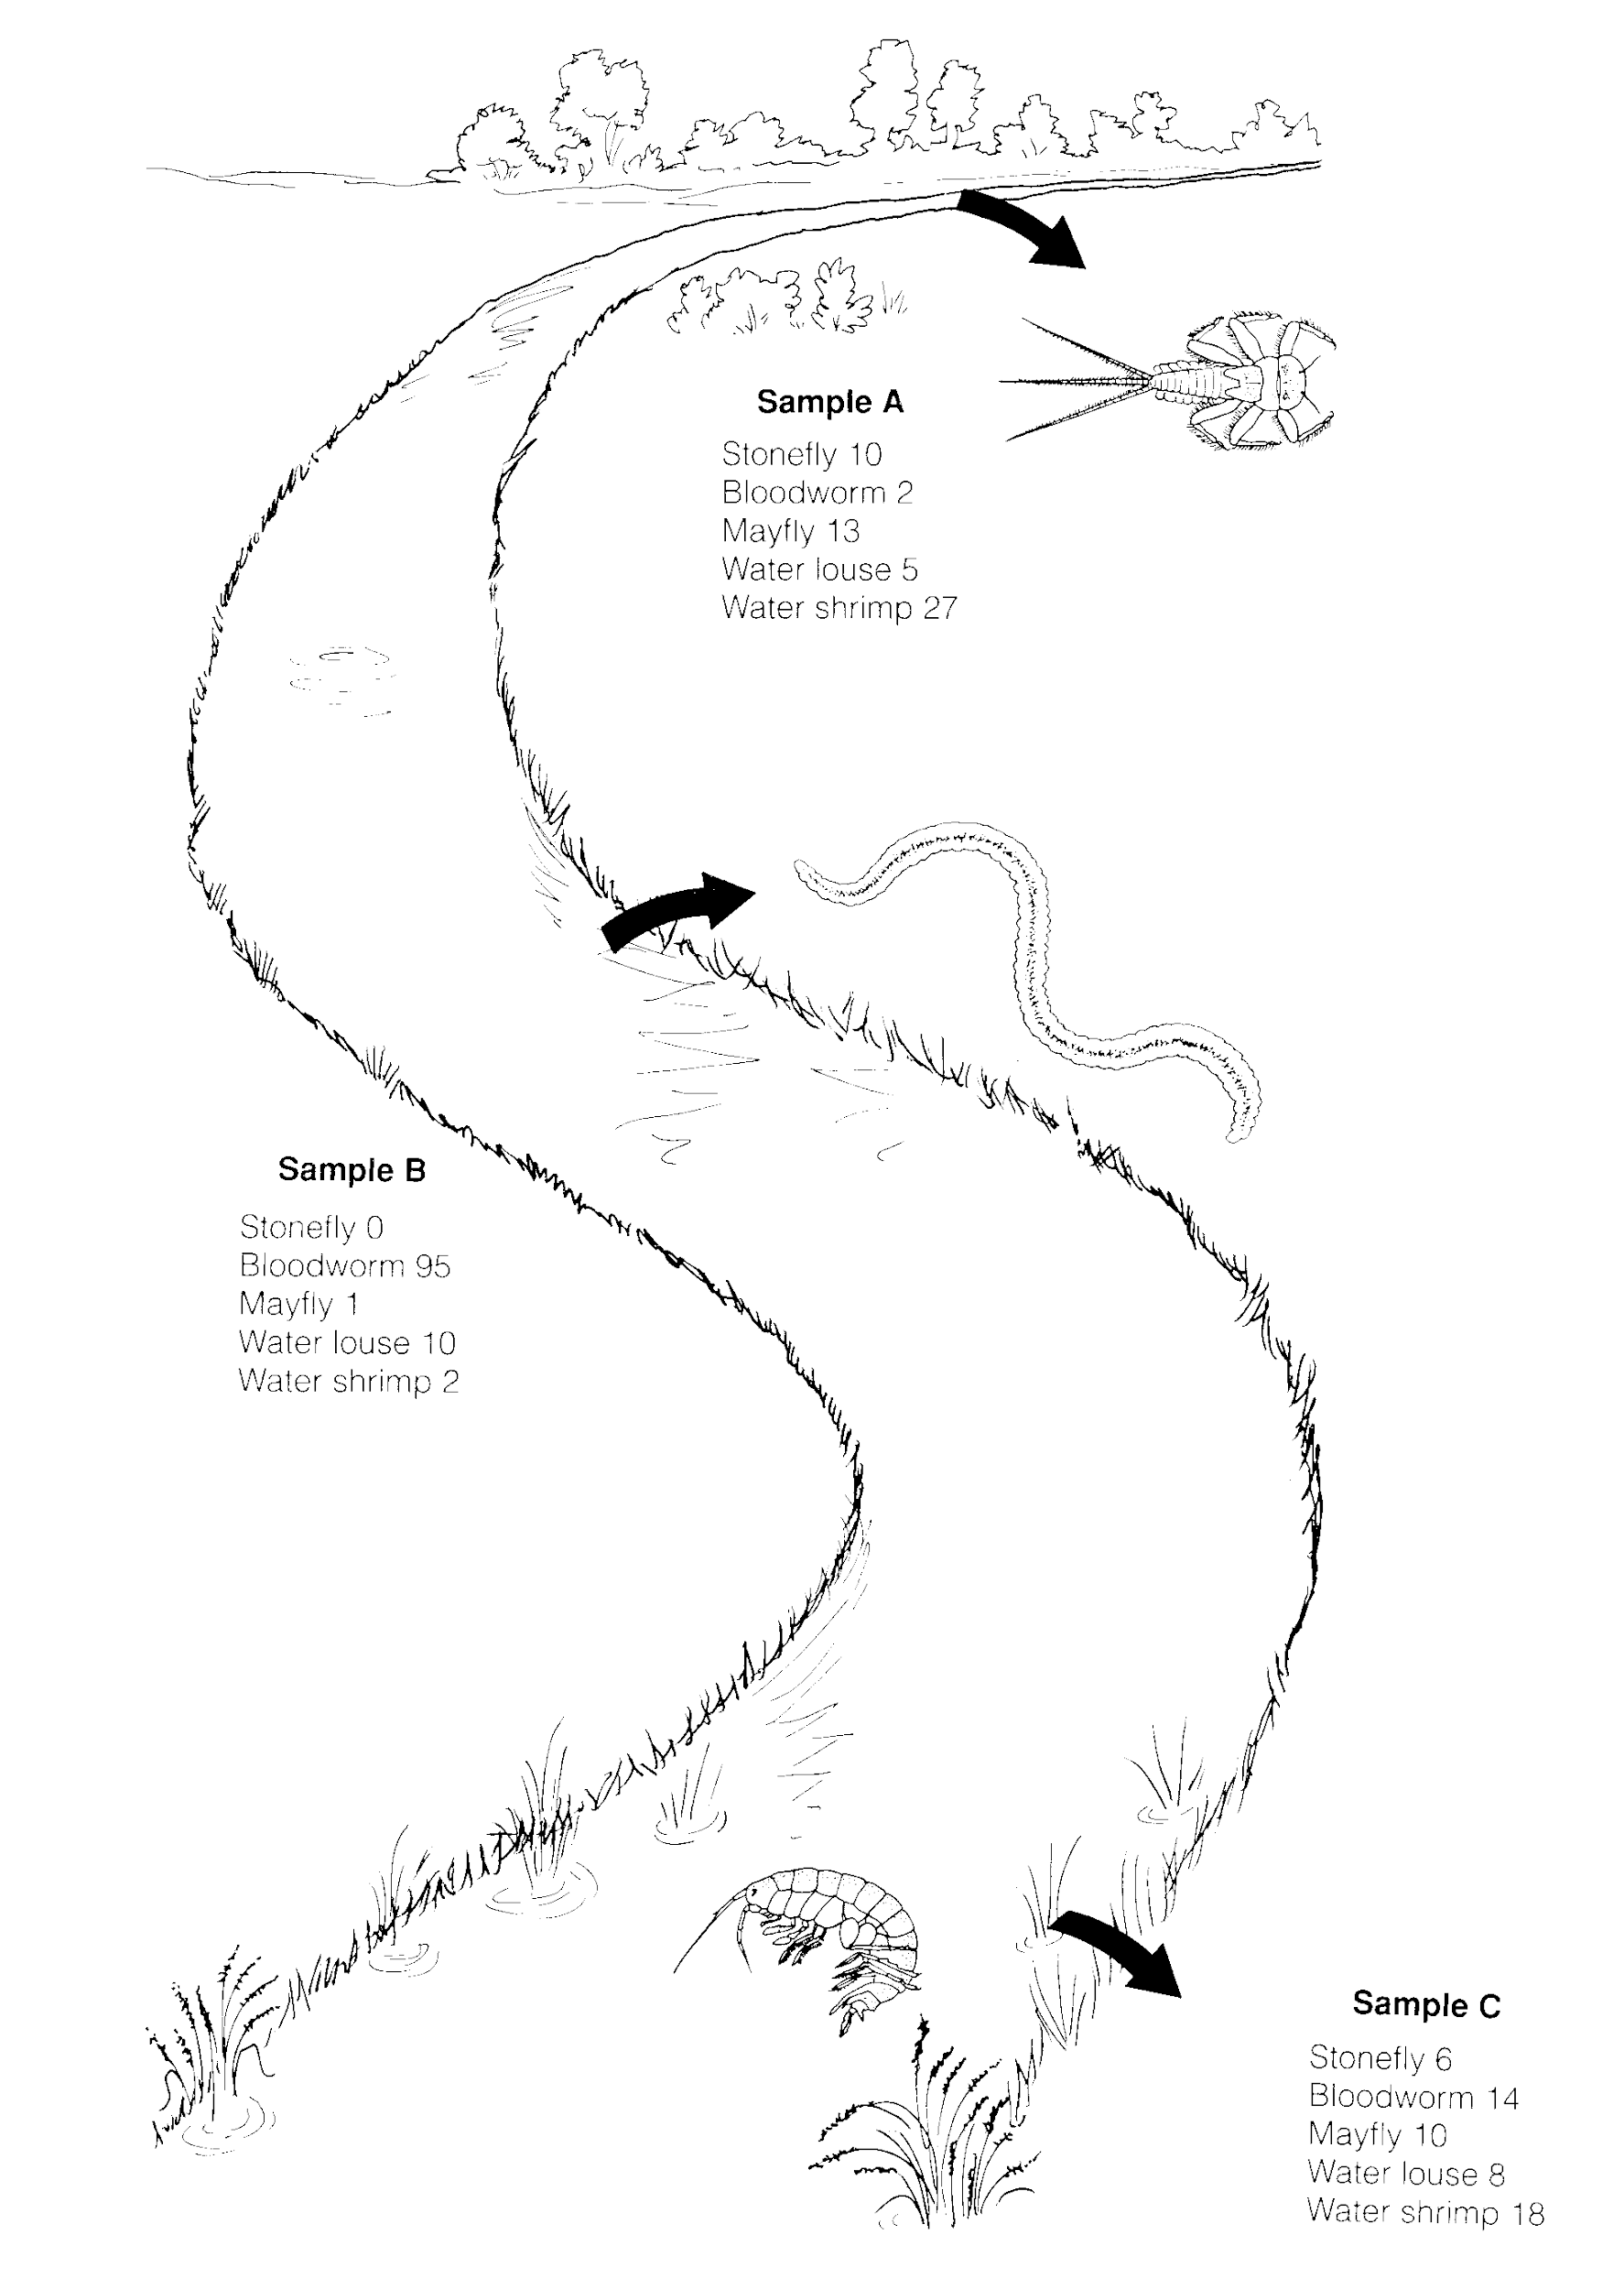 Sample A
Stonefly 10
Bloodworm 2
Mayfly 13
Water louse 5
Water shrimp 27
Sample B
Stonefly 0
Bloodworm 95
Mayfly 1
Water louse 10
Water shrimp 2
Sample C
Stonefly 6
Bloodworm 14
Mayfly 10
Water louse 8
Water shrimp 18